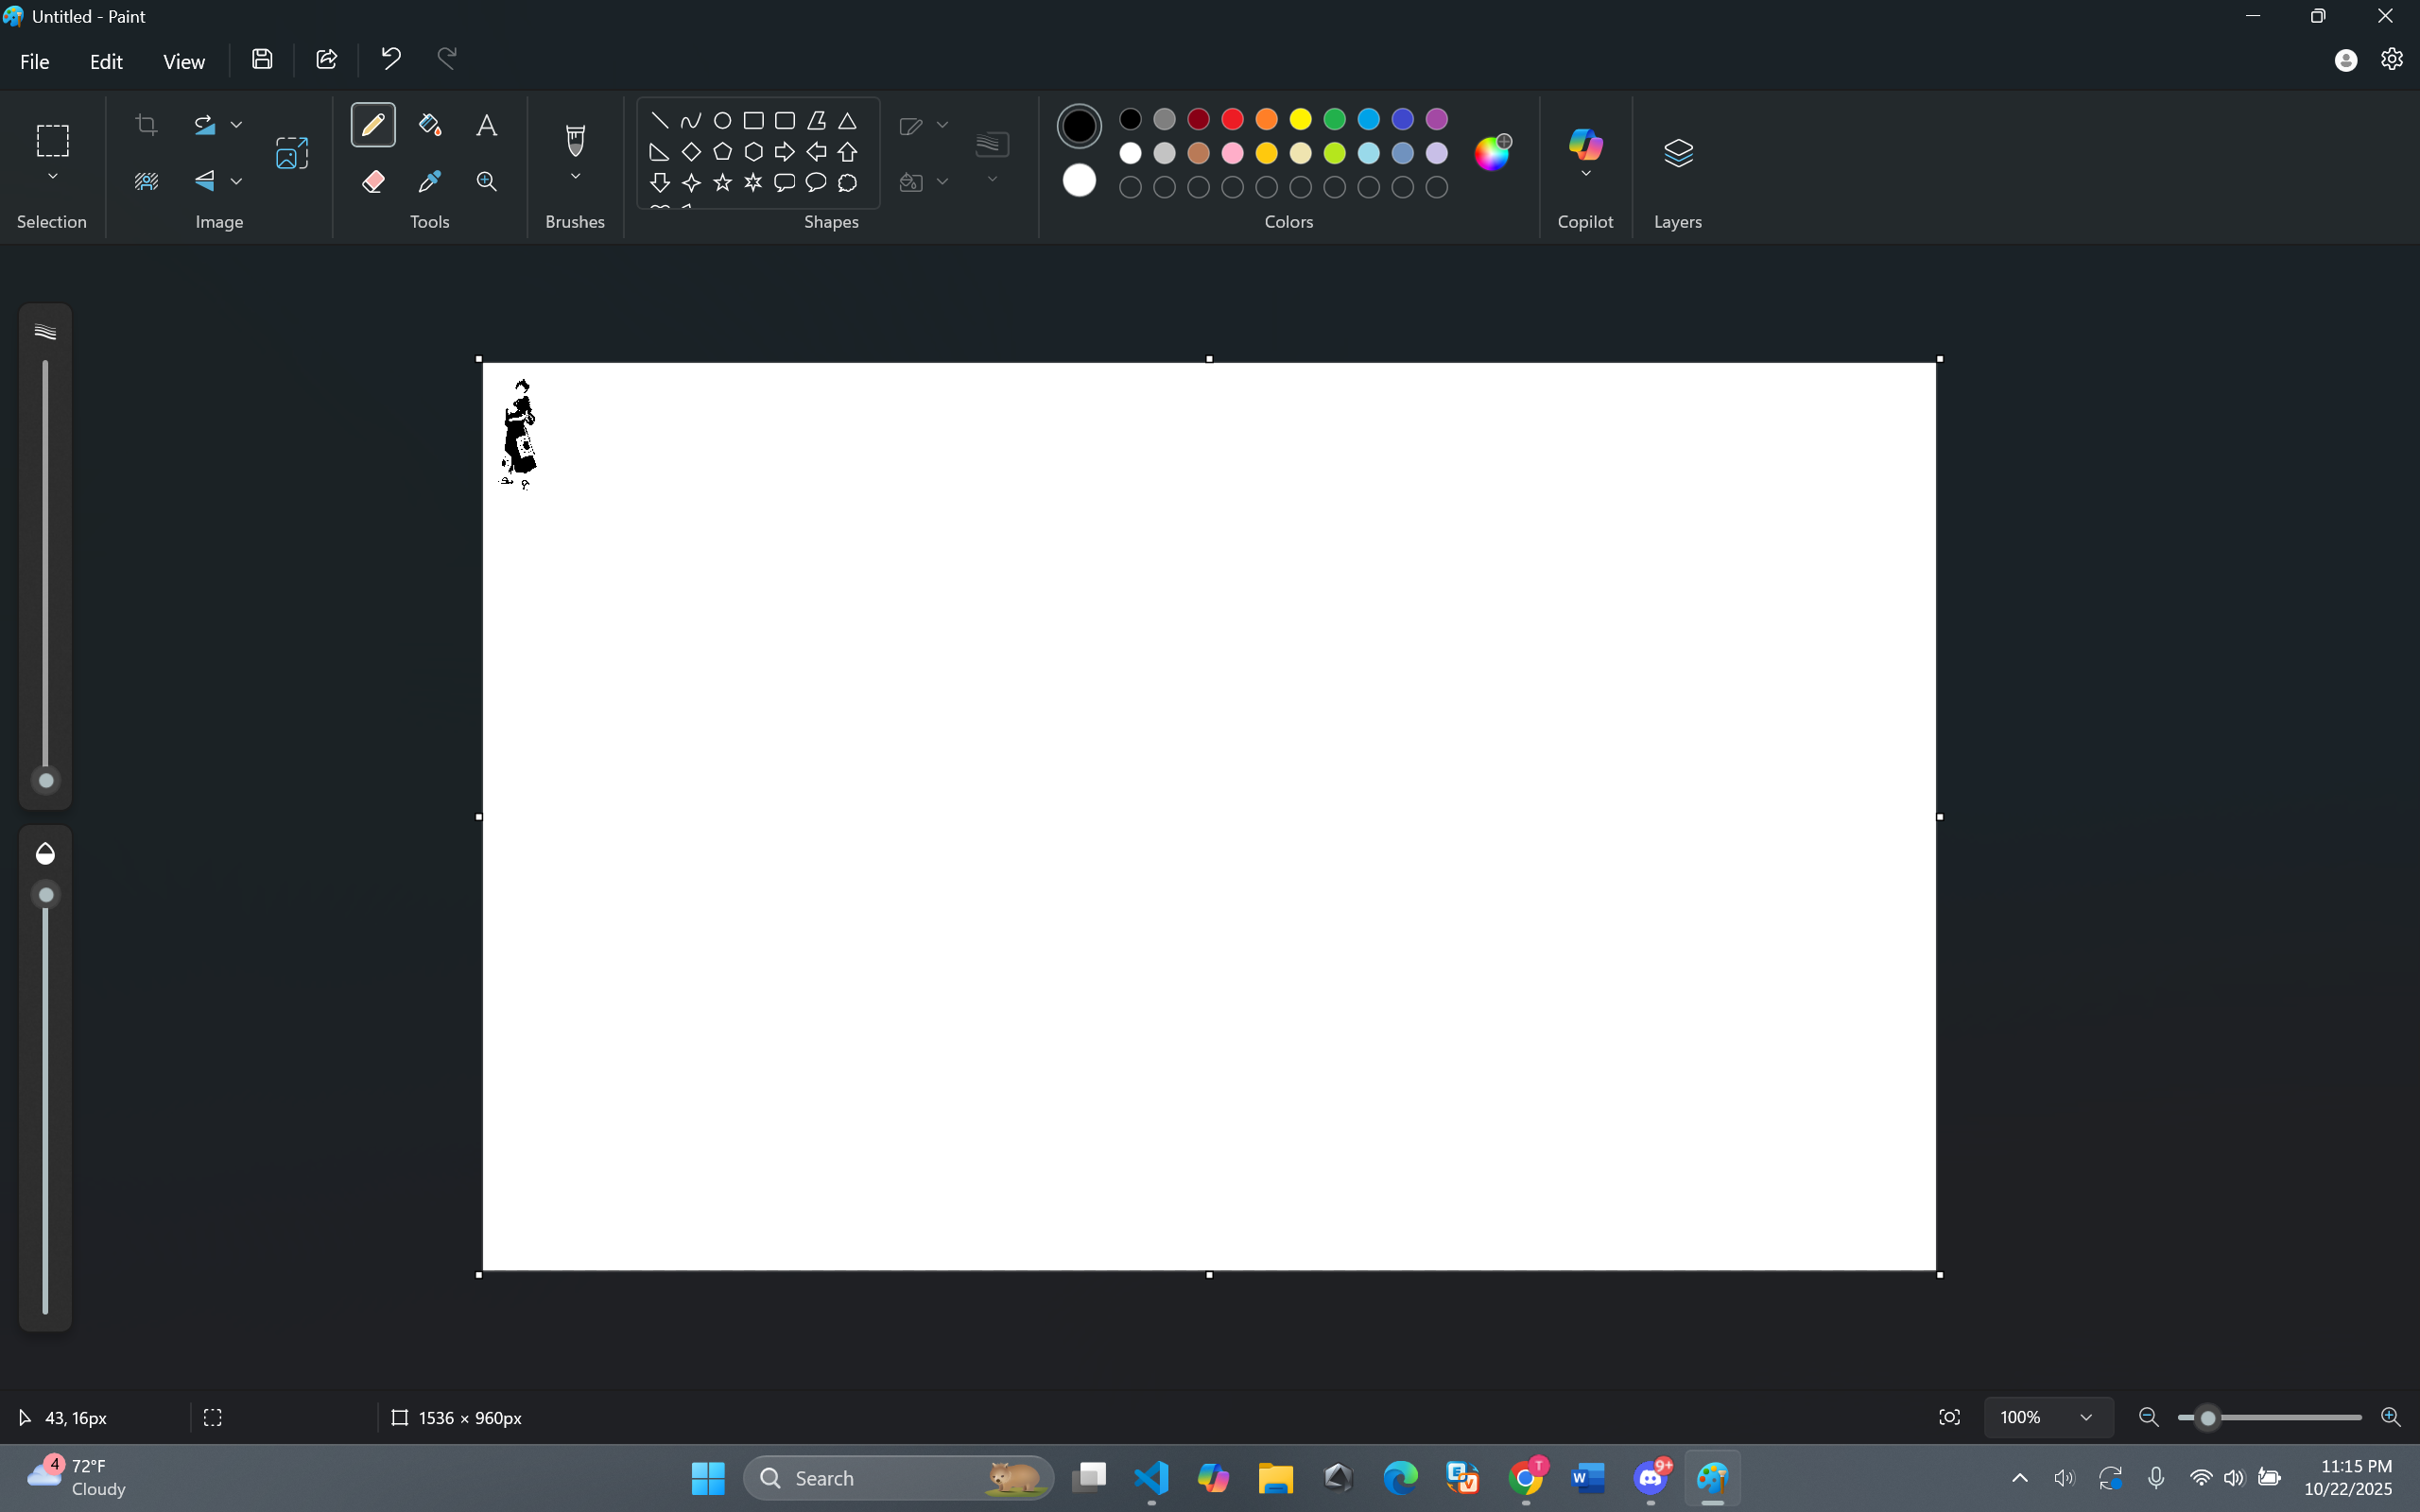 Untitled - Paint
File Edit View
Selection Image Tools Brushes Shapes Colors Copilot Layers
43, 16px 1536 × 960px 100%
4 72°F
Cloudy
Search
T
9+
11:15 PM
10/22/2025